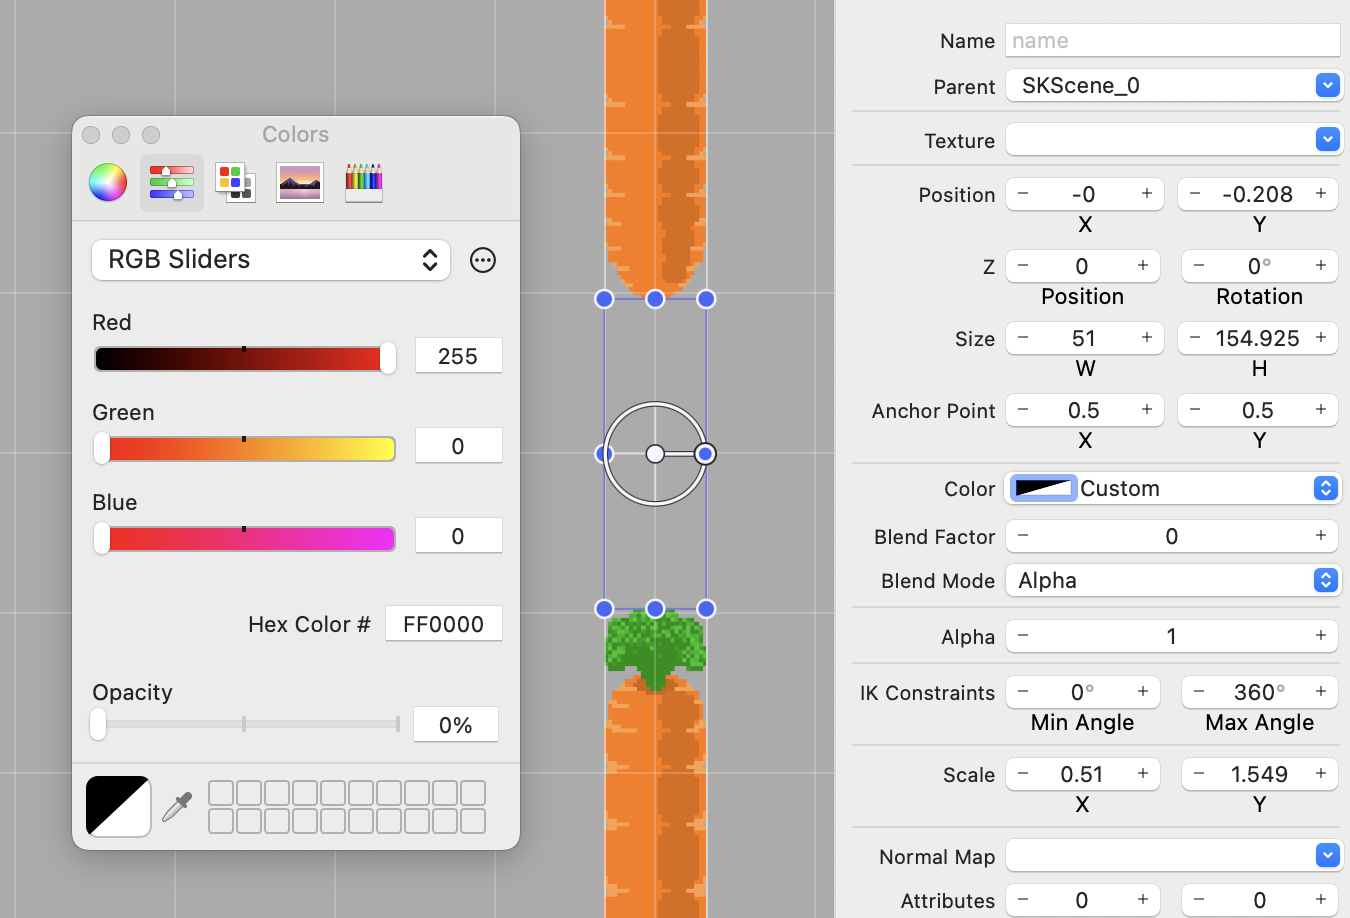 Colors
RGB Sliders
Red
255
Green
0
Blue
0
Hex Color # FF0000
Opacity
0%
Name name
Parent SKScene_0
Texture
Position − -0 + − -0.208 +
X Y
Z − 0 + − 0° +
Position Rotation
Size − 51 + − 154.925 +
W H
Anchor Point − 0.5 + − 0.5 +
X Y
Color Custom
Blend Factor − 0 +
Blend Mode Alpha
Alpha − 1 +
IK Constraints − 0° + − 360° +
Min Angle Max Angle
Scale − 0.51 + − 1.549 +
X Y
Normal Map
Attributes − 0 + − 0 +